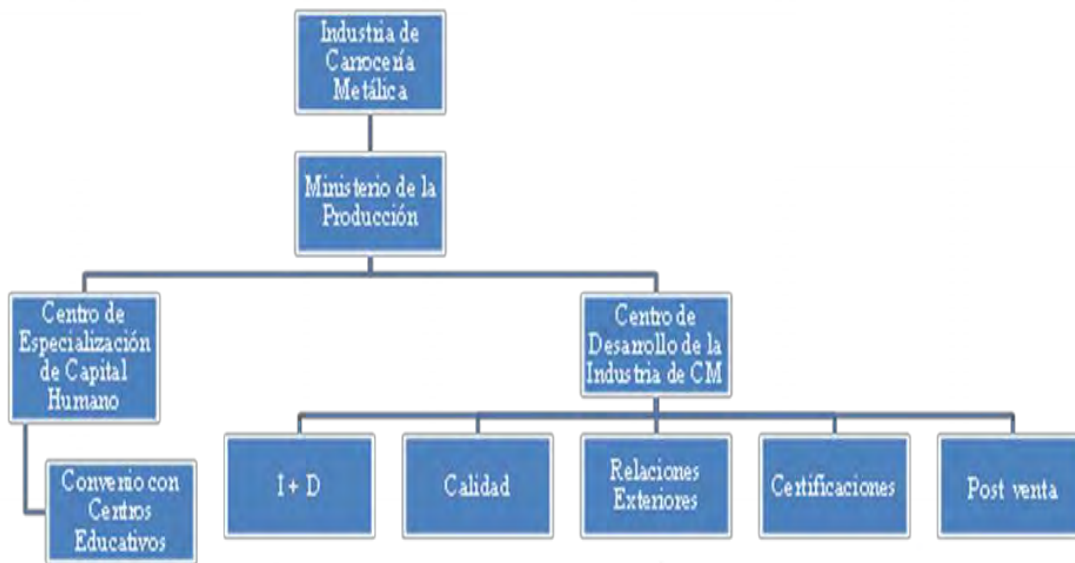 Industria de
Carrocería
Metálica
Ministerio de la
Producción
Centro de
Especialización
de Capital
Humano
Centro de
Desarrollo de la
Industria de CM
Convenio con
Centros
Educativos
I + D
Calidad
Relaciones
Exteriores
Certificaciones
Post venta